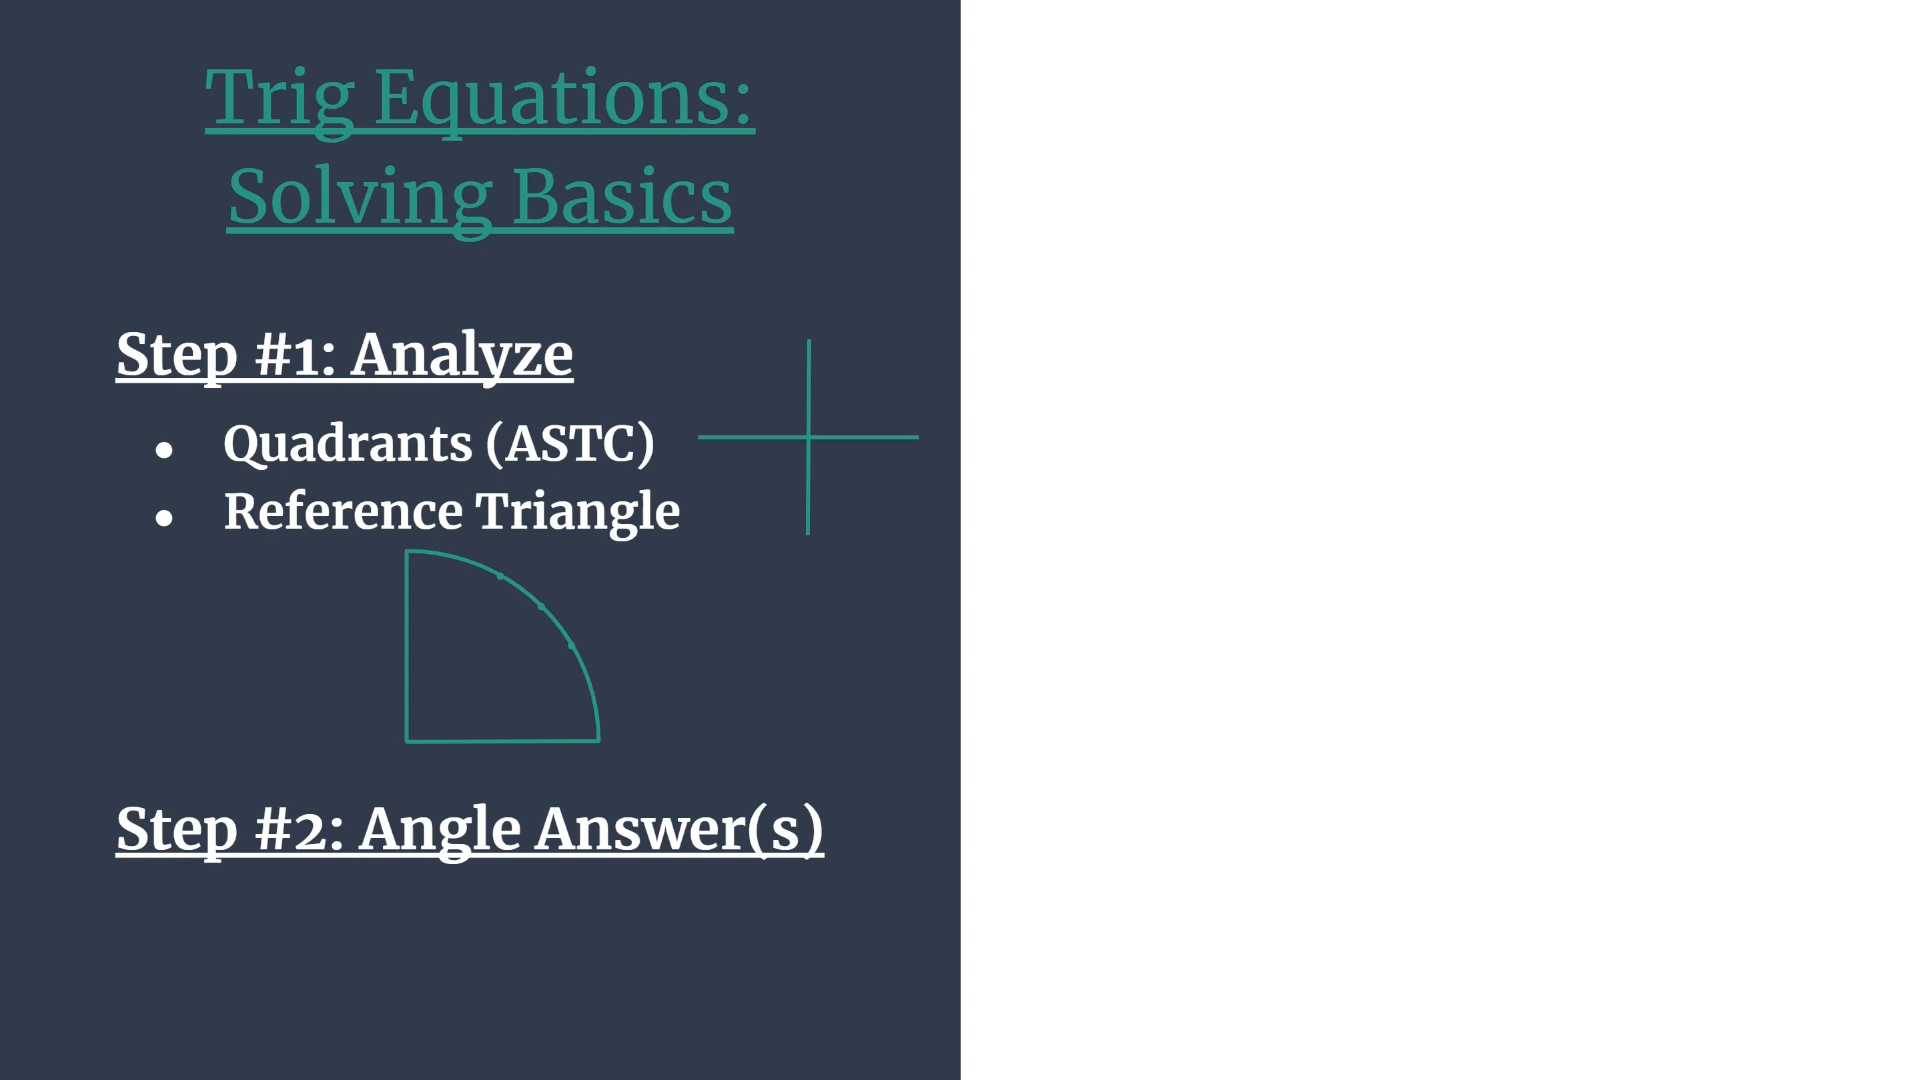 Trig Equations:
Solving Basics
Step #1: Analyze
● Quadrants (ASTC)
● Reference Triangle
Step #2: Angle Answer(s)